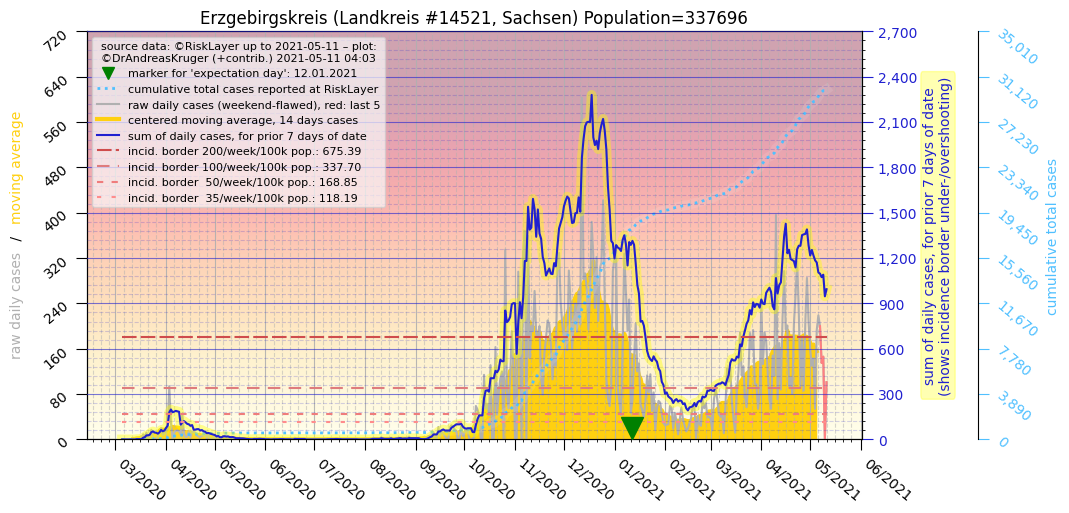 Erzgebirgskreis (Landkreis #14521, Sachsen) Population=337696
source data: ©RiskLayer up to 2021-05-11 – plot:
©DrAndreasKruger (+contrib.) 2021-05-11 04:03
marker for 'expectation day': 12.01.2021
cumulative total cases reported at RiskLayer
raw daily cases (weekend-flawed), red: last 5
centered moving average, 14 days cases
sum of daily cases, for prior 7 days of date
incid. border 200/week/100k pop.: 675.39
incid. border 100/week/100k pop.: 337.70
incid. border  50/week/100k pop.: 168.85
incid. border  35/week/100k pop.: 118.19
raw daily cases  /  moving average
720
640
560
480
400
320
240
160
80
0
03/2020
04/2020
05/2020
06/2020
07/2020
08/2020
09/2020
10/2020
11/2020
12/2020
01/2021
02/2021
03/2021
04/2021
05/2021
06/2021
2,700
2,400
2,100
1,800
1,500
1,200
900
600
300
0
sum of daily cases, for prior 7 days of date
(shows incidence border under-/overshooting)
35,010
31,120
27,230
23,340
19,450
15,560
11,670
7,780
3,890
0
cumulative total cases